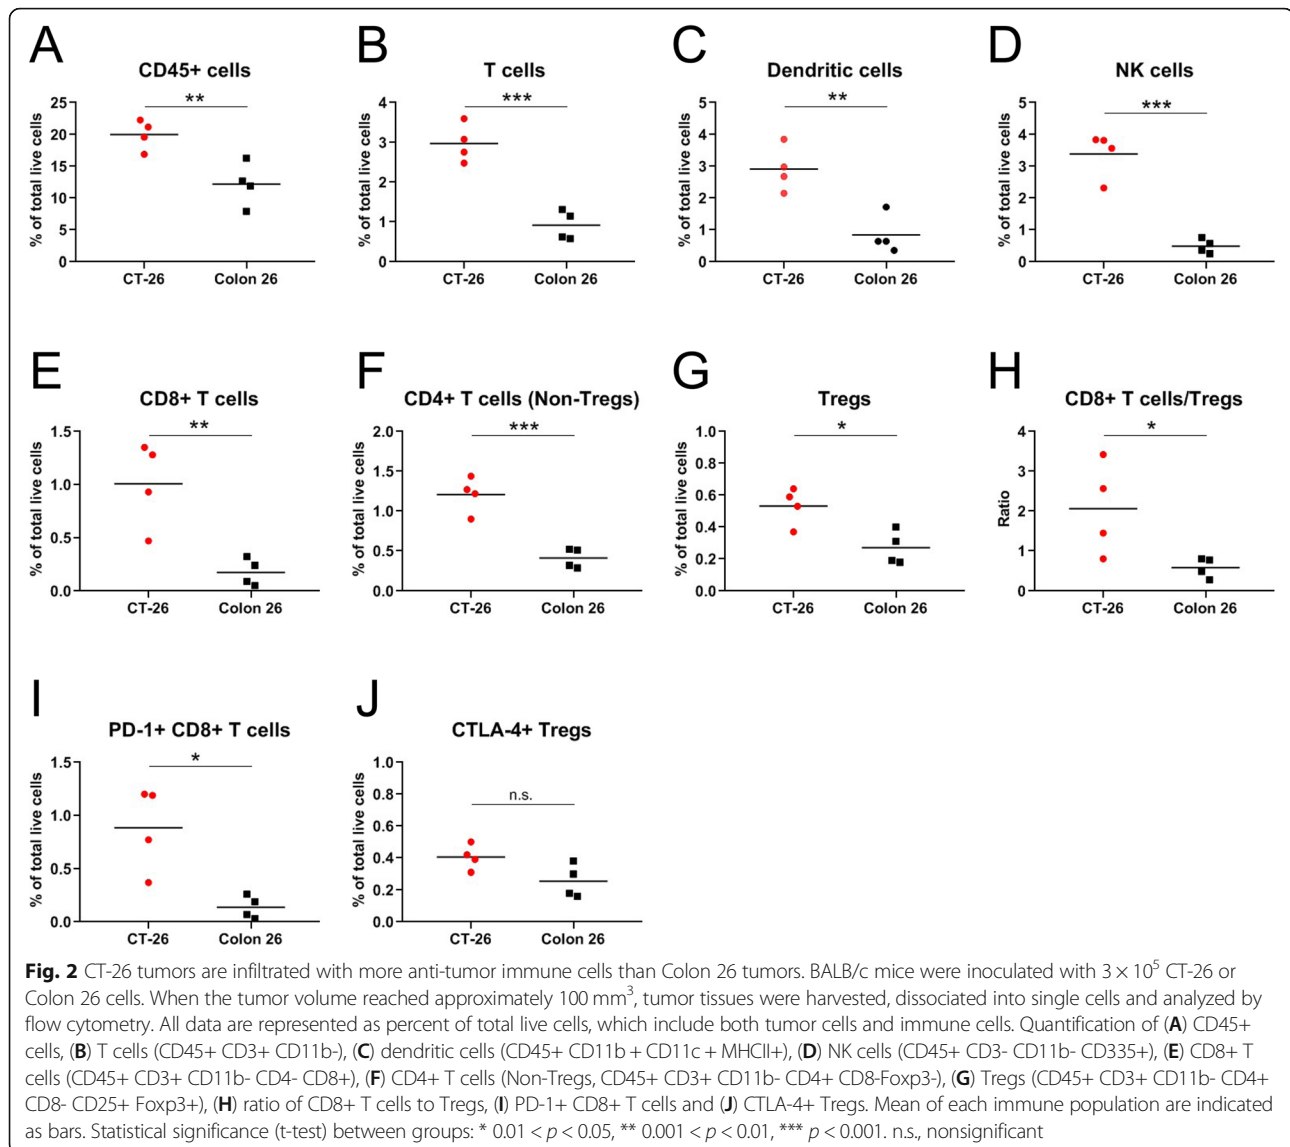 A
CD45+ cells
**
% of total live cells
25
20
15
10
5
0
CT-26 Colon 26
B
T cells
***
% of total live cells
4
3
2
1
0
CT-26 Colon 26
C
Dendritic cells
**
% of total live cells
5
4
3
2
1
0
CT-26 Colon 26
D
NK cells
***
% of total live cells
5
4
3
2
1
0
CT-26 Colon 26
E
CD8+ T cells
**
% of total live cells
1.5
1.0
0.5
0.0
CT-26 Colon 26
F
CD4+ T cells (Non-Tregs)
***
% of total live cells
2.0
1.5
1.0
0.5
0.0
CT-26 Colon 26
G
Tregs
*
% of total live cells
1.0
0.8
0.6
0.4
0.2
0.0
CT-26 Colon 26
H
CD8+ T cells/Tregs
*
Ratio
4
3
2
1
0
CT-26 Colon 26
I
PD-1+ CD8+ T cells
*
% of total live cells
1.5
1.0
0.5
0.0
CT-26 Colon 26
J
CTLA-4+ Tregs
n.s.
% of total live cells
1.0
0.8
0.6
0.4
0.2
0.0
CT-26 Colon 26
Fig. 2 CT-26 tumors are infiltrated with more anti-tumor immune cells than Colon 26 tumors. BALB/c mice were inoculated with 3 × 10⁵ CT-26 or
Colon 26 cells. When the tumor volume reached approximately 100 mm³, tumor tissues were harvested, dissociated into single cells and analyzed by
flow cytometry. All data are represented as percent of total live cells, which include both tumor cells and immune cells. Quantification of (A) CD45+
cells, (B) T cells (CD45+ CD3+ CD11b-), (C) dendritic cells (CD45+ CD11b + CD11c + MHCII+), (D) NK cells (CD45+ CD3- CD11b- CD335+), (E) CD8+ T
cells (CD45+ CD3+ CD11b- CD4- CD8+), (F) CD4+ T cells (Non-Tregs, CD45+ CD3+ CD11b- CD4+ CD8-Foxp3-), (G) Tregs (CD45+ CD3+ CD11b- CD4+
CD8- CD25+ Foxp3+), (H) ratio of CD8+ T cells to Tregs, (I) PD-1+ CD8+ T cells and (J) CTLA-4+ Tregs. Mean of each immune population are indicated
as bars. Statistical significance (t-test) between groups: * 0.01 < p < 0.05, ** 0.001 < p < 0.01, *** p < 0.001. n.s., nonsignificant